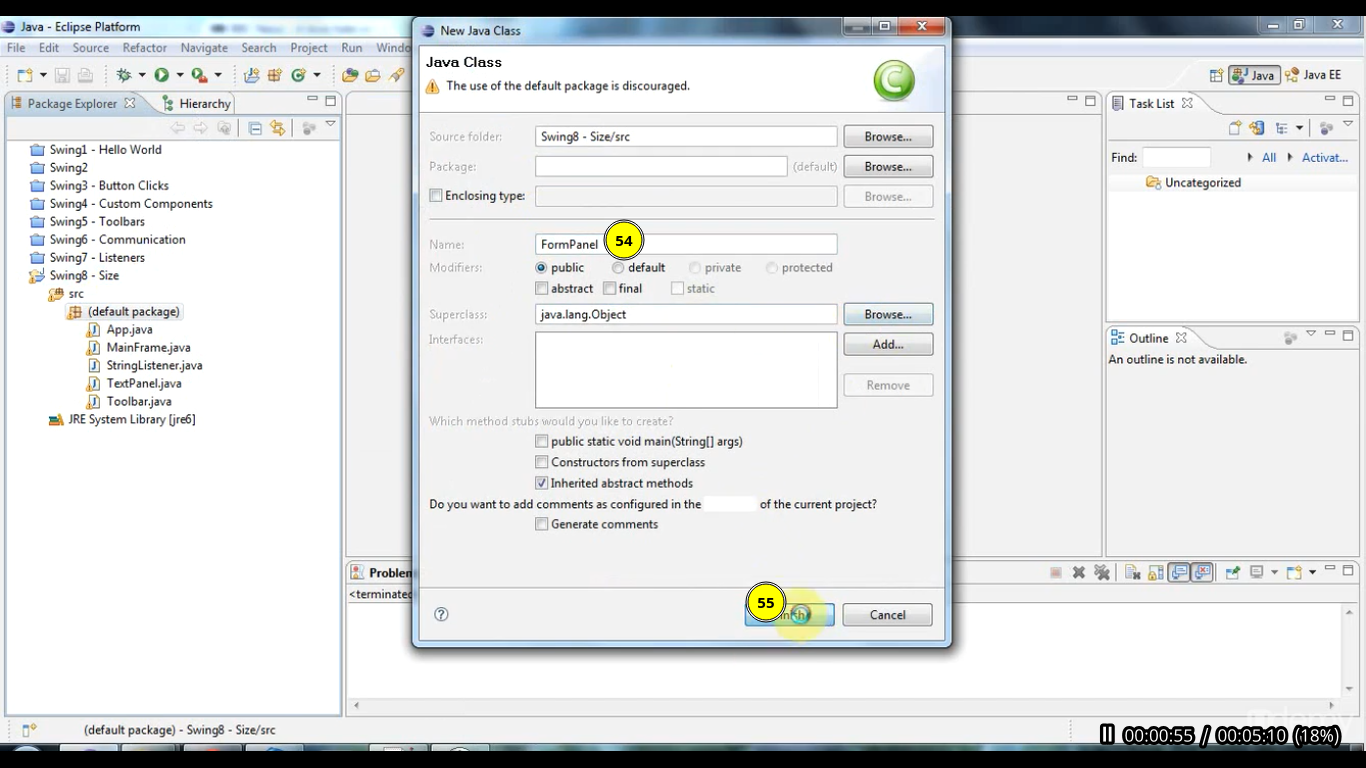 Java - Eclipse Platform
File Edit Source Refactor Navigate Search Project Run Windo
Java Java EE
Package Explorer Hierarchy
Swing1 - Hello World
Swing2
Swing3 - Button Clicks
Swing4 - Custom Components
Swing5 - Toolbars
Swing6 - Communication
Swing7 - Listeners
Swing8 - Size
src
(default package)
App.java
MainFrame.java
StringListener.java
TextPanel.java
Toolbar.java
JRE System Library [jre6]
New Java Class
Java Class
The use of the default package is discouraged.
Source folder: Swing8 - Size/src Browse...
Package: (default) Browse...
Enclosing type: Browse...
Name: FormPanel 54
Modifiers: public default private protected
abstract final static
Superclass: java.lang.Object Browse...
Interfaces: Add...
Remove
Which method stubs would you like to create?
public static void main(String[] args)
Constructors from superclass
Inherited abstract methods
Do you want to add comments as configured in the of the current project?
Generate comments
55 Cancel
Task List
Find: All Activat...
Uncategorized
Outline
An outline is not available.
Problem
<terminated
(default package) - Swing8 - Size/src
00:00:55 / 00:05:10 (18%)